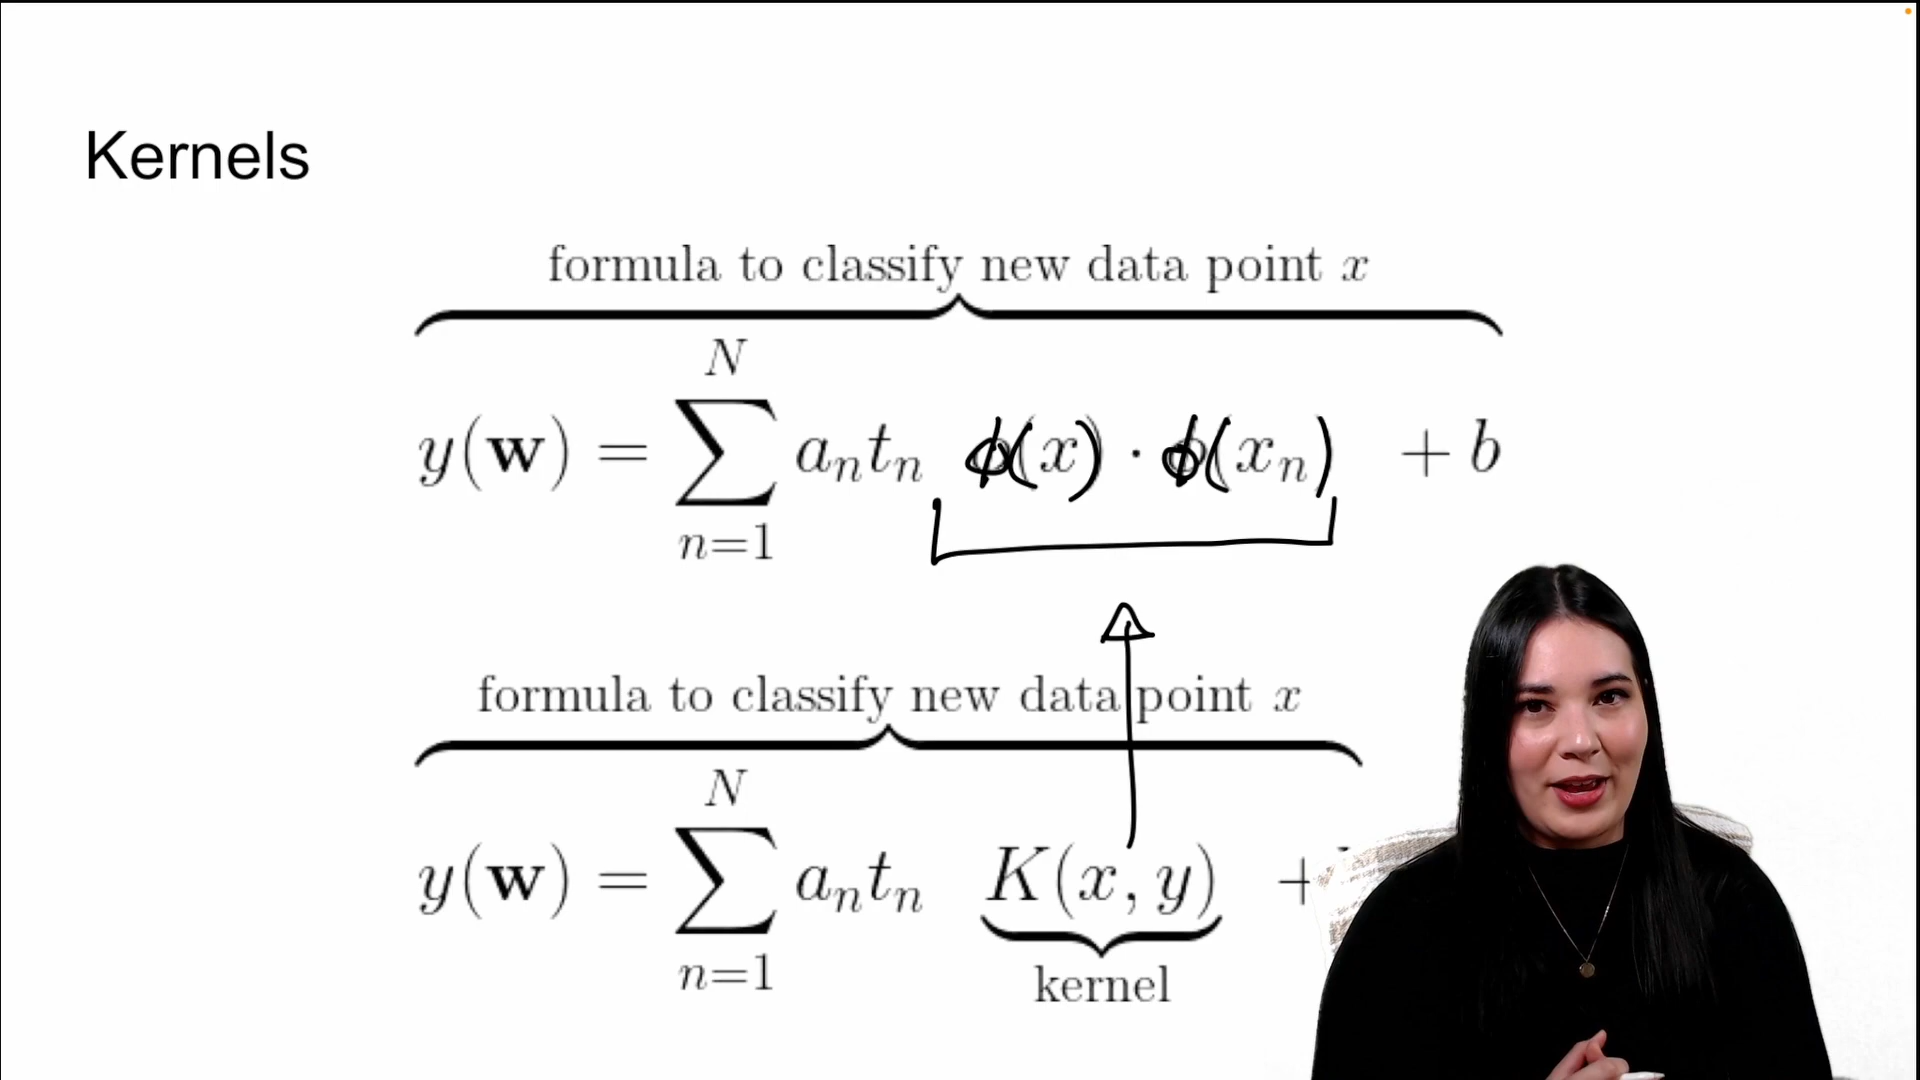 Kernels
formula to classify new data point x
N
y(w) = ∑ aₙtₙ ϕ(x) · ϕ(xₙ) + b
n=1
formula to classify new data point x
N
y(w) = ∑ aₙtₙ K(x, y) +
n=1
kernel